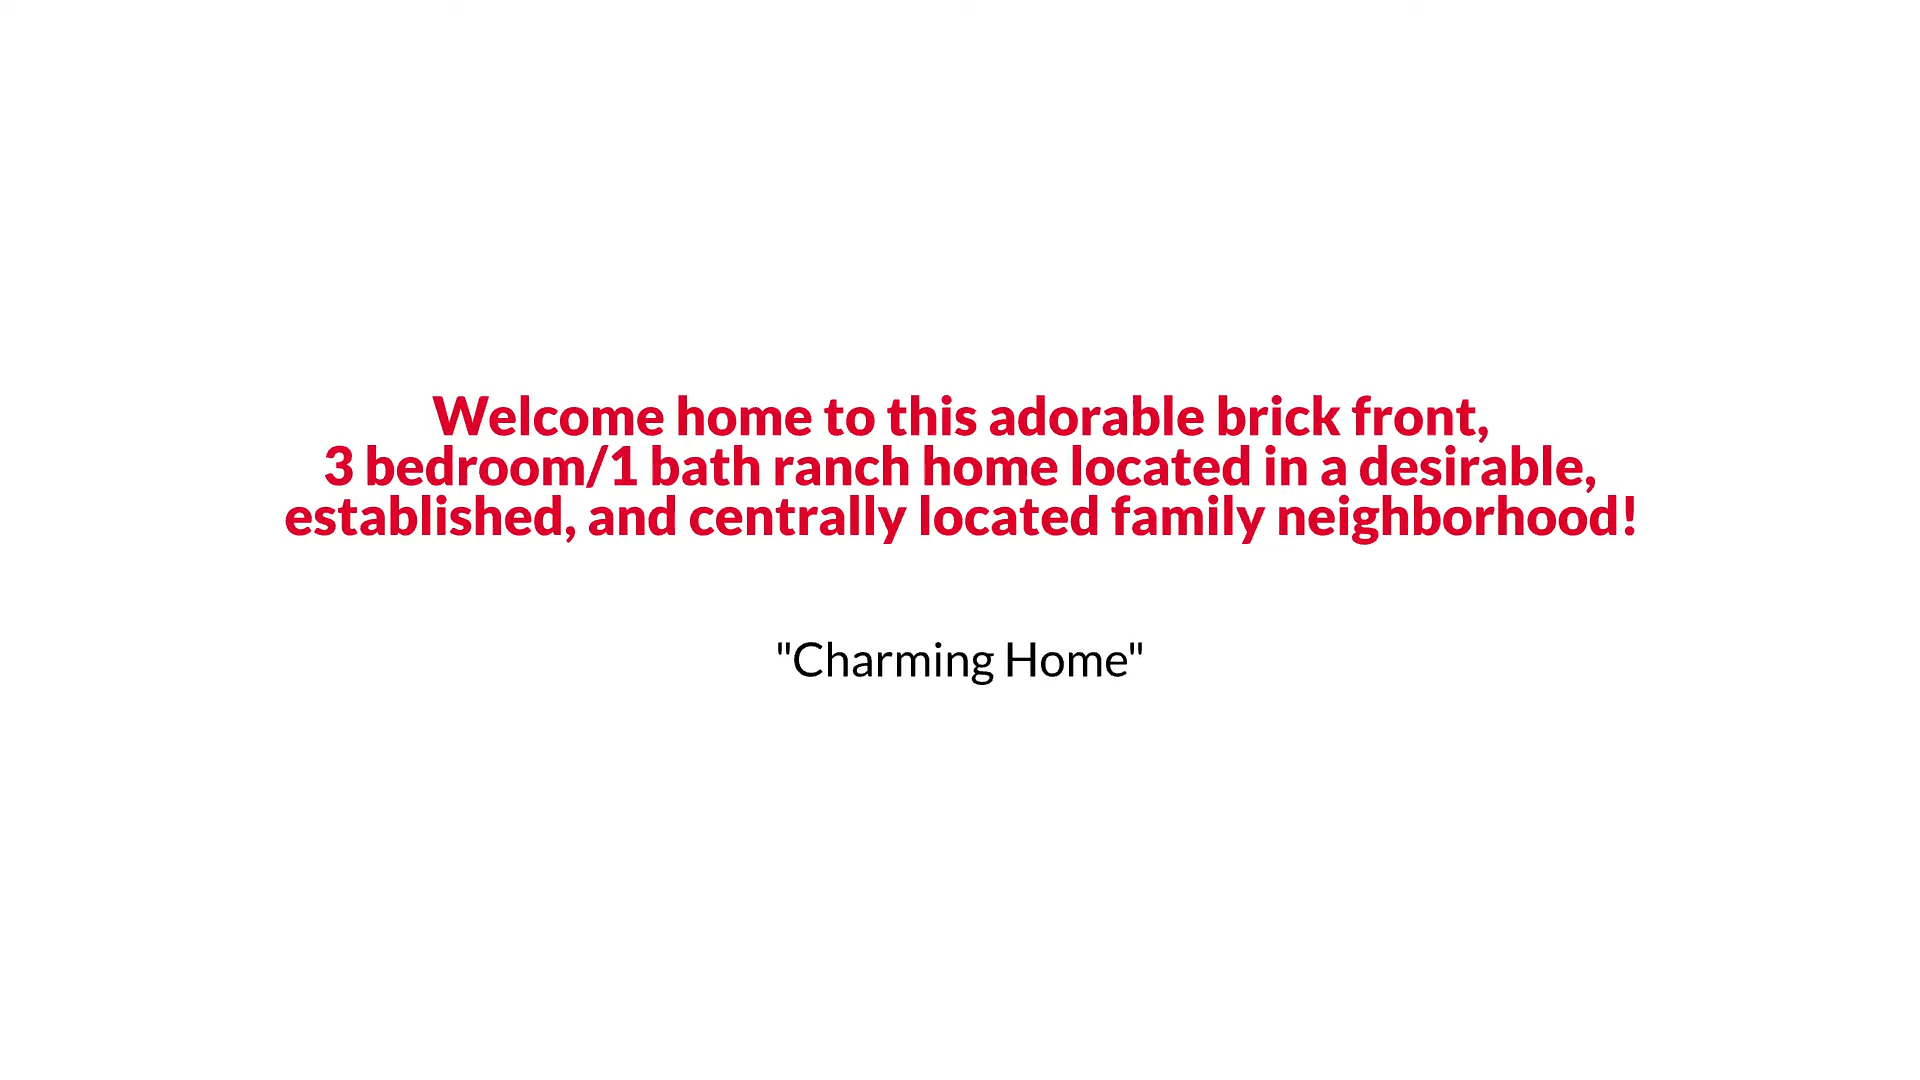 Welcome home to this adorable brick front,
3 bedroom/1 bath ranch home located in a desirable,
established, and centrally located family neighborhood!
"Charming Home"